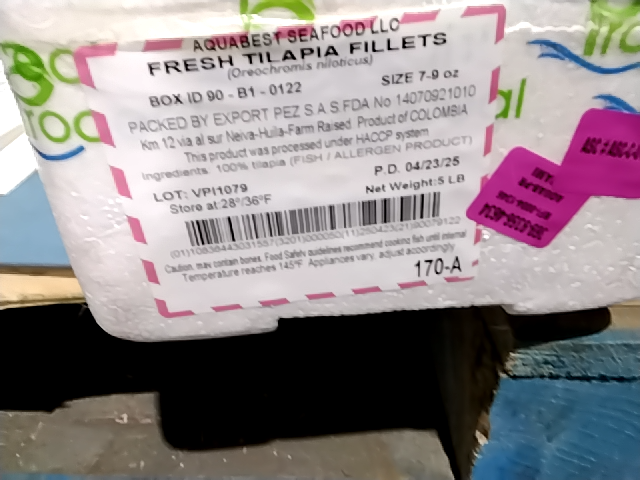 AQUABEST SEAFOOD LLC
FRESH TILAPIA FILLETS
(Oreochromis niloticus)
SIZE 7-9 oz
BOX ID 90 - B1 - 0122
PACKED BY EXPORT PEZ S.A.S.FDA No 14070921010
Km 12 via al sur Neiva-Huila-Farm Raised. Product of COLOMBIA
This product was processed under HACCP system
Ingredients: 100% tilapia (FISH / ALLERGEN PRODUCT)
P.D. 04/23/25
LOT: VPI1079
Net Weight:5 LB
Store at:28°/36°F
Caution, may contain bones. Food Safety guidelines recommend cooking fish until internal
Temperature reaches 145°F. Appliances vary, adjust accordingly
170-A